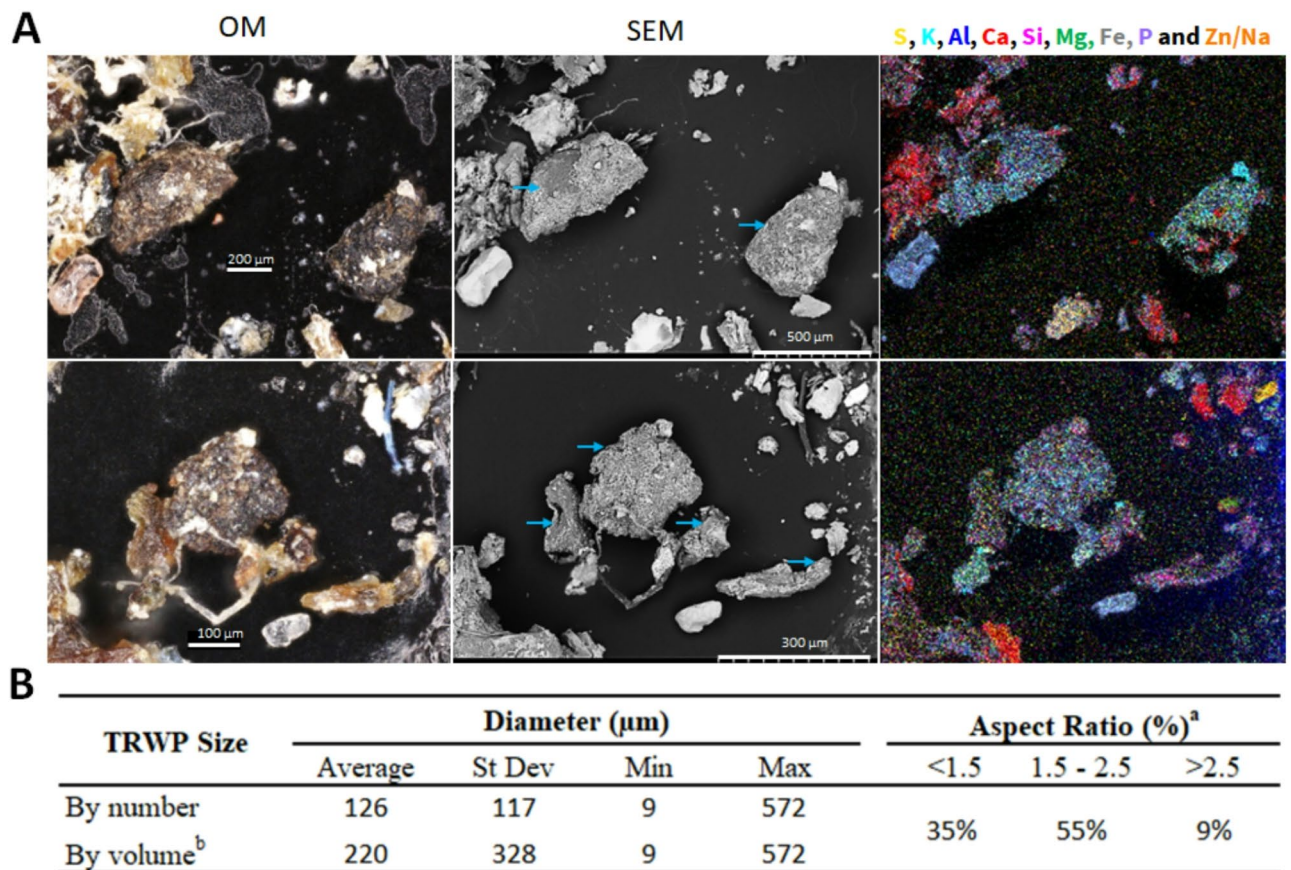 A
OM
SEM
S, K, Al, Ca, Si, Mg, Fe, P and Zn/Na
200 µm
500 µm
100 µm
300 µm
B
TRWP Size
Diameter (µm)
Aspect Ratio (%)ᵃ
Average St Dev Min Max <1.5 1.5 - 2.5 >2.5
By number 126 117 9 572
35% 55% 9%
By volumeᵇ 220 328 9 572